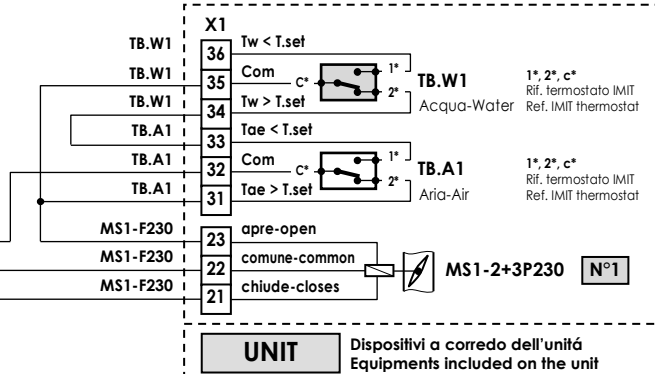 X1
TB.W1 36 Tw < T.set
TB.W1 35 Com C* 1* 2* TB.W1 1*, 2*, c*
Acqua-Water Rif. termostato IMIT
Ref. IMIT thermostat
TB.W1 34 Tw > T.set
TB.A1 33 Tae < T.set
TB.A1 32 Com C* 1* 2* TB.A1 1*, 2*, c*
Aria-Air Rif. termostato IMIT
Ref. IMIT thermostat
TB.A1 31 Tae > T.set
MS1-F230 23 apre-open
MS1-F230 22 comune-common MS1-2+3P230 N°1
MS1-F230 21 chiude-closes
UNIT Dispositivi a corredo dell'unitá
Equipments included on the unit